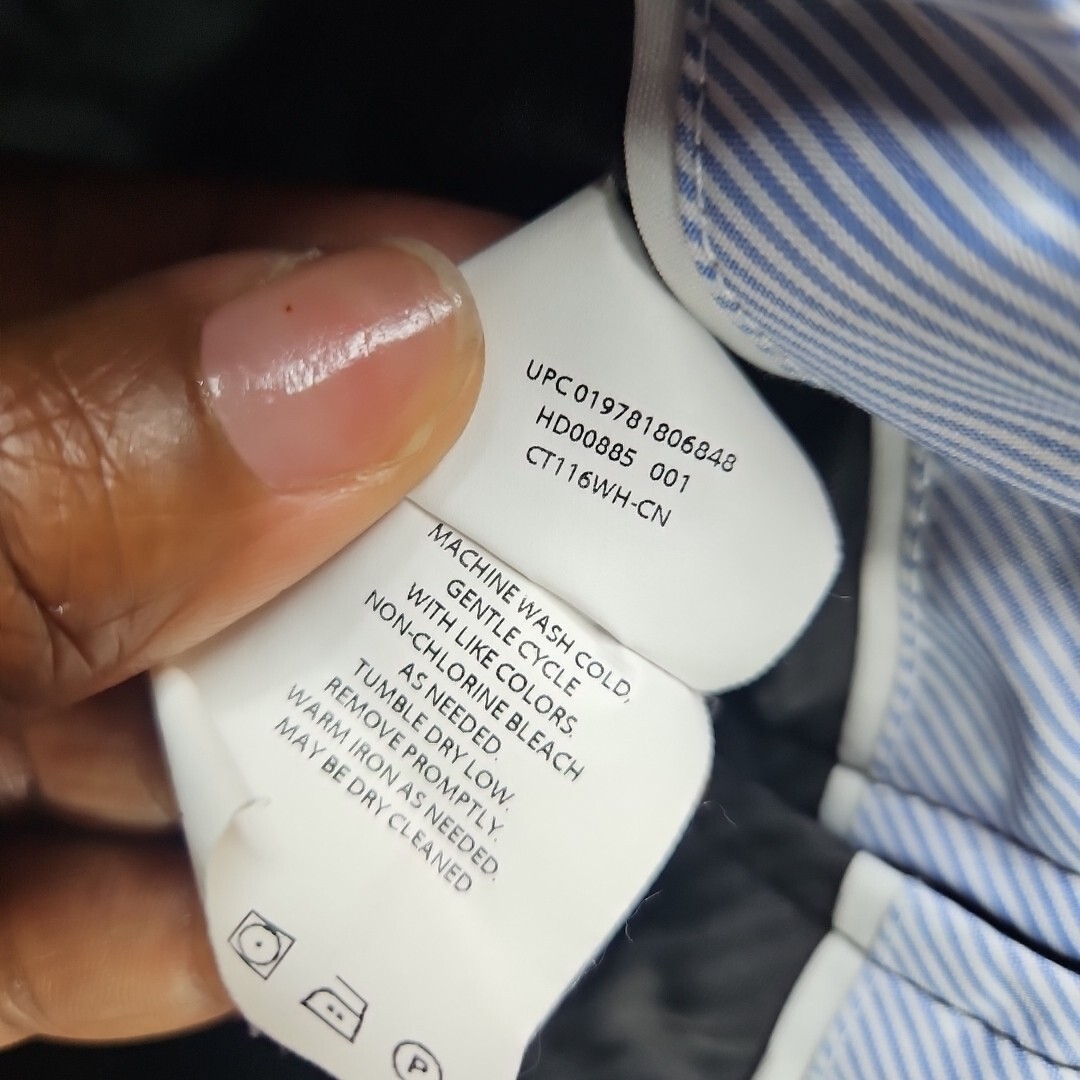 UPC 019781806848
HD00885 001
CT116WH-CN
MACHINE WASH COLD,
GENTLE CYCLE
WITH LIKE COLORS.
NON-CHLORINE BLEACH
AS NEEDED.
TUMBLE DRY LOW.
REMOVE PROMPTLY.
WARM IRON AS NEEDED.
MAY BE DRY CLEANED
P